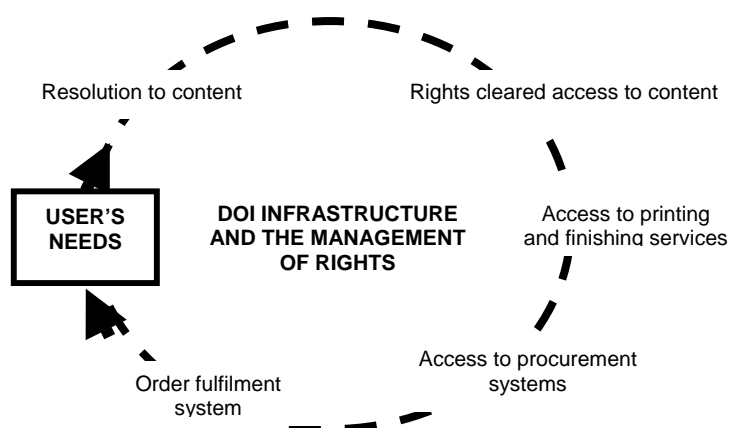 Resolution to content
Rights cleared access to content
USER'S
NEEDS
DOI INFRASTRUCTURE
AND THE MANAGEMENT
OF RIGHTS
Access to printing
and finishing services
Access to procurement
systems
Order fulfilment
system